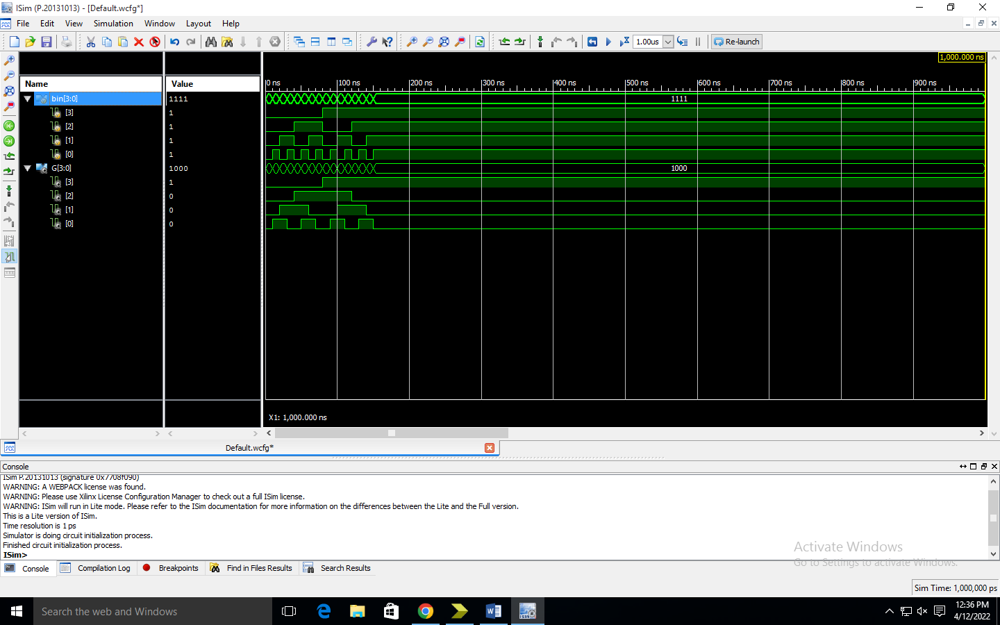 ISim (P.20131013) - [Default.wcfg*]
File Edit View Simulation Window Layout Help
1.00us Re-launch
1,000.000 ns
Name Value
0 ns 100 ns 200 ns 300 ns 400 ns 500 ns 600 ns 700 ns 800 ns 900 ns
bin[3:0] 1111 1111
[3] 1
[2] 1
[1] 1
[0] 1
G[3:0] 1000 1000
[3] 1
[2] 0
[1] 0
[0] 0
X1: 1,000.000 ns
Default.wcfg*
Console
ISim P.20131013 (signature 0x7708f090)
WARNING: A WEBPACK license was found.
WARNING: Please use Xilinx License Configuration Manager to check out a full ISim license.
WARNING: ISim will run in Lite mode. Please refer to the ISim documentation for more information on the differences between the Lite and the Full version.
This is a Lite version of ISim.
Time resolution is 1 ps
Simulator is doing circuit initialization process.
Finished circuit initialization process.
ISim>
Activate Windows
Go to Settings to activate Windows.
Console Compilation Log Breakpoints Find in Files Results Search Results
Sim Time: 1,000,000 ps
Search the web and Windows
12:36 PM
4/12/2022